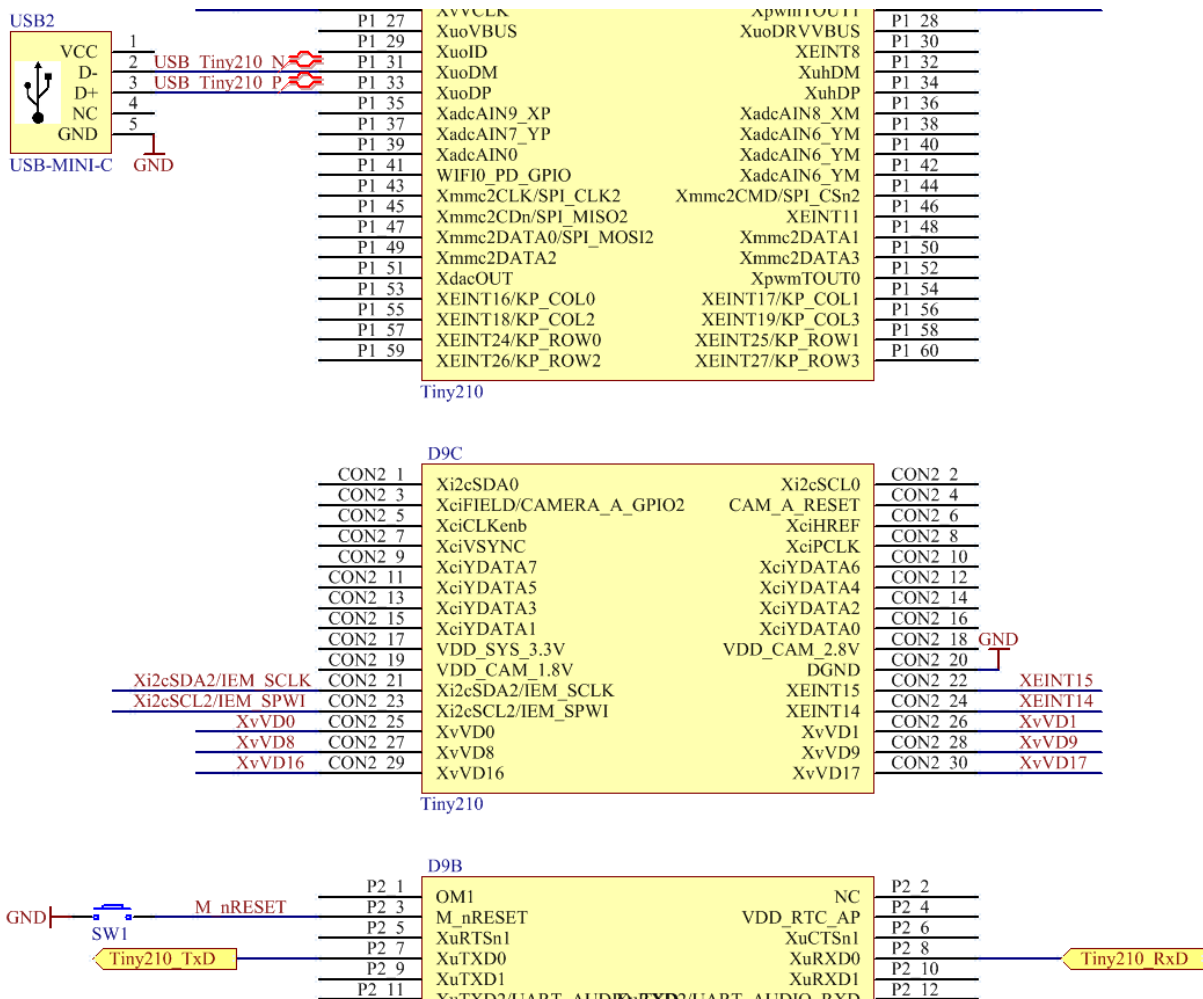 USB2
VCC 1
D- 2 USB_Tiny210_N
D+ 3 USB_Tiny210_P
NC 4
GND 5
USB-MINI-C GND
XvVCLK XpwmTOUT1
P1_27 XuoVBUS XuoDRVVBUS P1_28
P1_29 XuoID XEINT8 P1_30
P1_31 XuoDM XuhDM P1_32
P1_33 XuoDP XuhDP P1_34
P1_35 XadcAIN9_XP XadcAIN8_XM P1_36
P1_37 XadcAIN7_YP XadcAIN6_YM P1_38
P1_39 XadcAIN0 XadcAIN6_YM P1_40
P1_41 WIFI0_PD_GPIO XadcAIN6_YM P1_42
P1_43 Xmmc2CLK/SPI_CLK2 Xmmc2CMD/SPI_CSn2 P1_44
P1_45 Xmmc2CDn/SPI_MISO2 XEINT11 P1_46
P1_47 Xmmc2DATA0/SPI_MOSI2 Xmmc2DATA1 P1_48
P1_49 Xmmc2DATA2 Xmmc2DATA3 P1_50
P1_51 XdacOUT XpwmTOUT0 P1_52
P1_53 XEINT16/KP_COL0 XEINT17/KP_COL1 P1_54
P1_55 XEINT18/KP_COL2 XEINT19/KP_COL3 P1_56
P1_57 XEINT24/KP_ROW0 XEINT25/KP_ROW1 P1_58
P1_59 XEINT26/KP_ROW2 XEINT27/KP_ROW3 P1_60
Tiny210
D9C
CON2_1 Xi2cSDA0 Xi2cSCL0 CON2_2
CON2_3 XciFIELD/CAMERA_A_GPIO2 CAM_A_RESET CON2_4
CON2_5 XciCLKenb XciHREF CON2_6
CON2_7 XciVSYNC XciPCLK CON2_8
CON2_9 XciYDATA7 XciYDATA6 CON2_10
CON2_11 XciYDATA5 XciYDATA4 CON2_12
CON2_13 XciYDATA3 XciYDATA2 CON2_14
CON2_15 XciYDATA1 XciYDATA0 CON2_16
CON2_17 VDD_SYS_3.3V VDD_CAM_2.8V CON2_18 GND
CON2_19 VDD_CAM_1.8V DGND CON2_20
Xi2cSDA2/IEM_SCLK CON2_21 Xi2cSDA2/IEM_SCLK XEINT15 CON2_22 XEINT15
Xi2cSCL2/IEM_SPWI CON2_23 Xi2cSCL2/IEM_SPWI XEINT14 CON2_24 XEINT14
XvVD0 CON2_25 XvVD0 XvVD1 CON2_26 XvVD1
XvVD8 CON2_27 XvVD8 XvVD9 CON2_28 XvVD9
XvVD16 CON2_29 XvVD16 XvVD17 CON2_30 XvVD17
Tiny210
D9B
P2_1 OM1 NC P2_2
GND M_nRESET P2_3 M_nRESET VDD_RTC_AP P2_4
SW1 P2_5 XuRTSn1 XuCTSn1 P2_6
Tiny210_TxD P2_7 XuTXD0 XuRXD0 P2_8 Tiny210_RxD
P2_9 XuTXD1 XuRXD1 P2_10
P2_11 P2_12